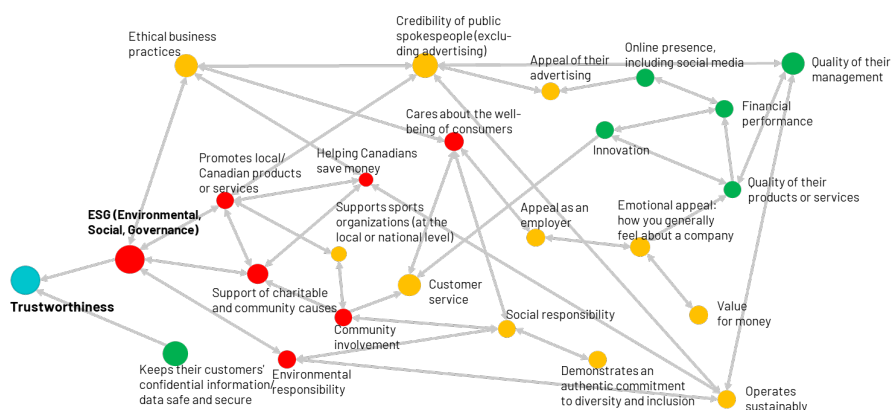 Ethical business
practices
Credibility of public
spokespeople (exclu-
ding advertising)
Appeal of their
advertising
Online presence,
including social media
Quality of their
management
Financial
performance
Cares about the well-
being of consumers
Innovation
Promotes local/
Canadian products
or services
Helping Canadians
save money
Quality of their
products or services
ESG (Environmental,
Social, Governance)
Supports sports
organizations (at the
local or national level)
Appeal as an
employer
Emotional appeal:
how you generally
feel about a company
Trustworthiness
Support of charitable
and community causes
Customer
service
Social responsibility
Value
for money
Community
involvement
Keeps their customers'
confidential information/
data safe and secure
Environmental
responsibility
Demonstrates an
authentic commitment
to diversity and inclusion
Operates
sustainably